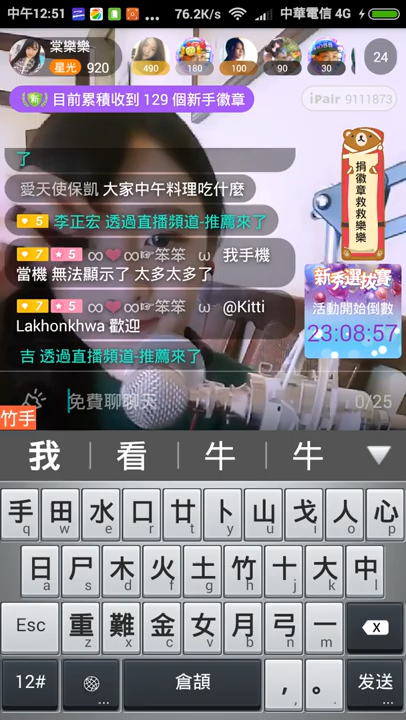 中午12:51 ... 76.2K/s 中華電信 4G
棠樂樂
星光 920
490 180 100 90 30 24
目前累積收到 129 個新手徽章
iPair 9111873
了
愛天使保凱 大家中午料理吃什麼
5 李正宏 透過直播頻道-推薦來了
7 5 ∞❤∞☞笨笨 ω 我手機
當機 無法顯示了 太多太多了
7 5 ∞❤∞☞笨笨 ω @Kitti
Lakhonkhwa 歡迎
吉 透過直播頻道-推薦來了
捐徽章救救樂樂
新秀選拔賽
活動開始倒數
23:08:57
免費聊聊天 0/25
竹手
我 看 牛 牛
手 田 水 口 廿 卜 山 戈 人 心
q w e r t y u i o p
日 尸 木 火 土 竹 十 大 中
a s d f g h j k l
Esc 重 難 金 女 月 弓 一 X
z x c v b n m
12# 倉頡 , 。 发送